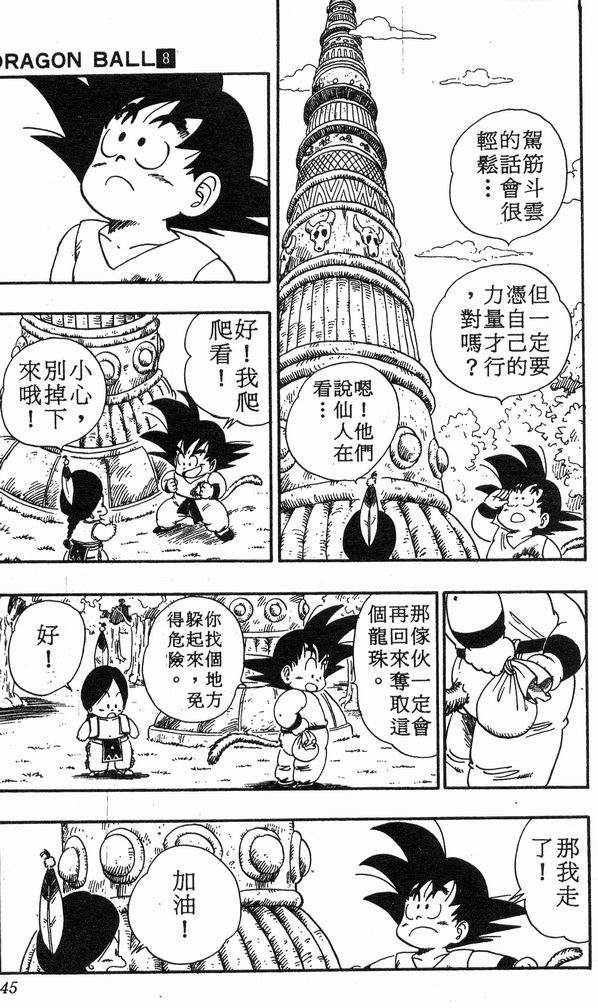 DRAGON BALL 8
駕筋斗雲
的話會很
輕鬆…
但一定要
憑自己的
力量才行
，對嗎？
嗯！他們
說仙人在
看…
好！我爬
爬看！
小心，
別掉下
來哦！
那傢伙一定會
再回來奪取這
個龍珠。
你找個地方
躲起來，免
得危險。
好！
那我走
了！
加油！
45